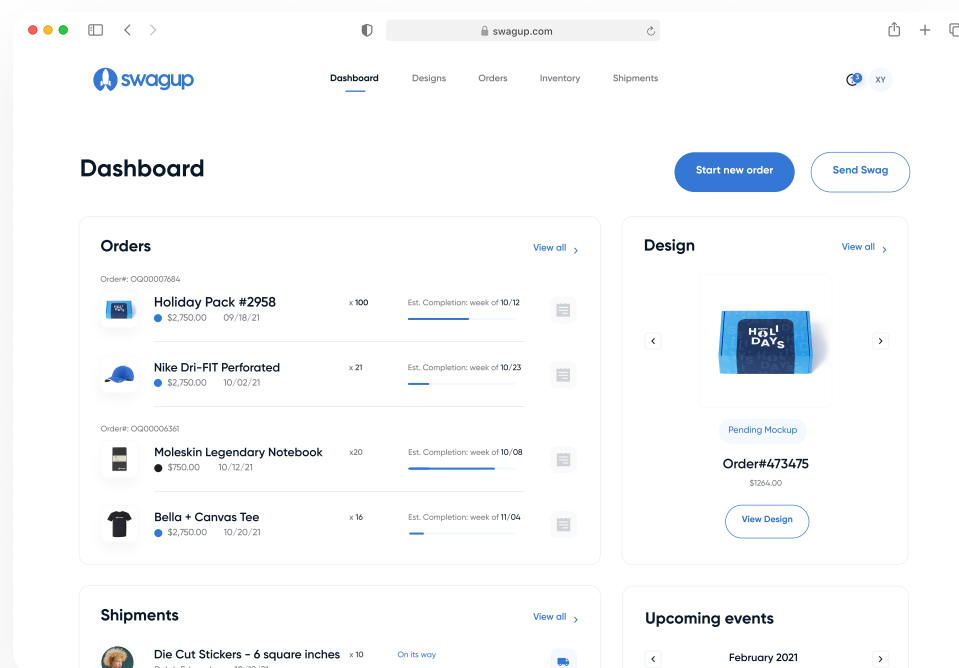 swagup.com
swagup
Dashboard
Designs
Orders
Inventory
Shipments
3
XY
Dashboard
Start new order
Send Swag
Orders
View all
Order#: OQ00007684
Holiday Pack #2958
x 100
Est. Completion: week of 10/12
$2,750.00
09/18/21
Nike Dri-FIT Perforated
x 21
Est. Completion: week of 10/23
$2,750.00
10/02/21
Order#: OQ00006361
Moleskin Legendary Notebook
x20
Est. Completion: week of 10/08
$750.00
10/12/21
Bella + Canvas Tee
x 16
Est. Completion: week of 11/04
$2,750.00
10/20/21
Design
View all
HOLI
DAYS
Pending Mockup
Order#473475
$1264.00
View Design
Shipments
View all
Die Cut Stickers - 6 square inches
x 10
On its way
Upcoming events
February 2021